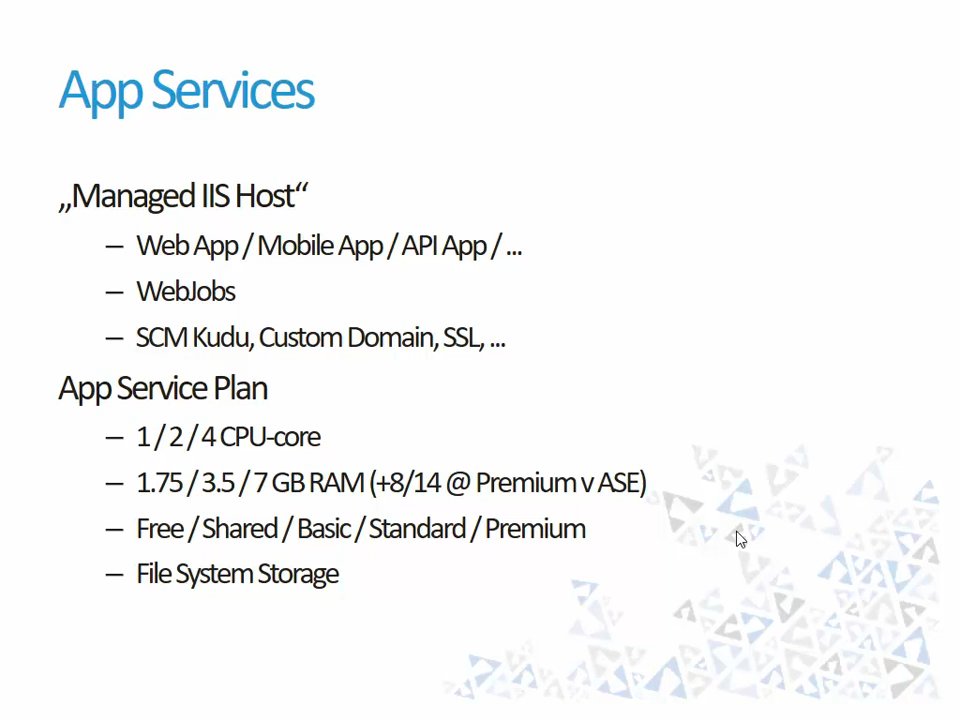 App Services
„Managed IIS Host“
– Web App / Mobile App / API App / ...
– WebJobs
– SCM Kudu, Custom Domain, SSL, ...
App Service Plan
– 1 / 2 / 4 CPU-core
– 1.75 / 3.5 / 7 GB RAM (+8/14 @ Premium v ASE)
– Free / Shared / Basic / Standard / Premium
– File System Storage